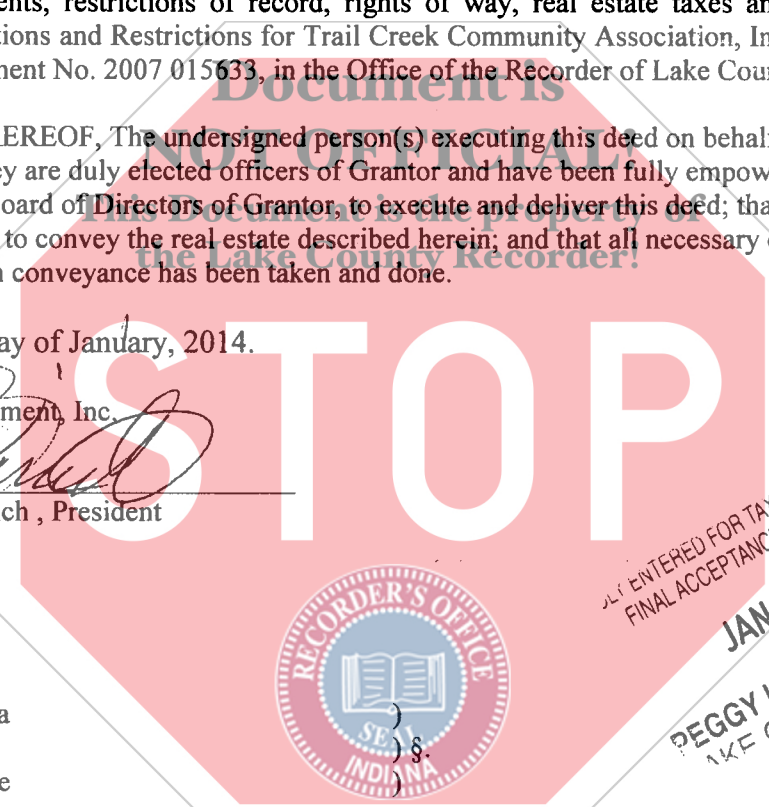 ents, restrictions of record, rights of way, real estate taxes an
tions and Restrictions for Trail Creek Community Association, In
ment No. 2007 015633, in the Office of the Recorder of Lake Coun
Document is
EREOF, The undersigned person(s) executing this deed on behal
NOT OFFICIAL!
ey are duly elected officers of Grantor and have been fully empow
oard of Directors of Grantor, to execute and deliver this deed; tha
This Document is the property of
to convey the real estate described herein; and that all necessary
the Lake County Recorder!
conveyance has been taken and done.
ay of January, 2014.
STOP
ment, Inc.
ch , President
ENTERED FOR TAX
FINAL ACCEPTANCE
JAN
PEGGY
LAKE
RECORDER'S OFFICE
SEAL
INDIANA
a )
) §.
e )